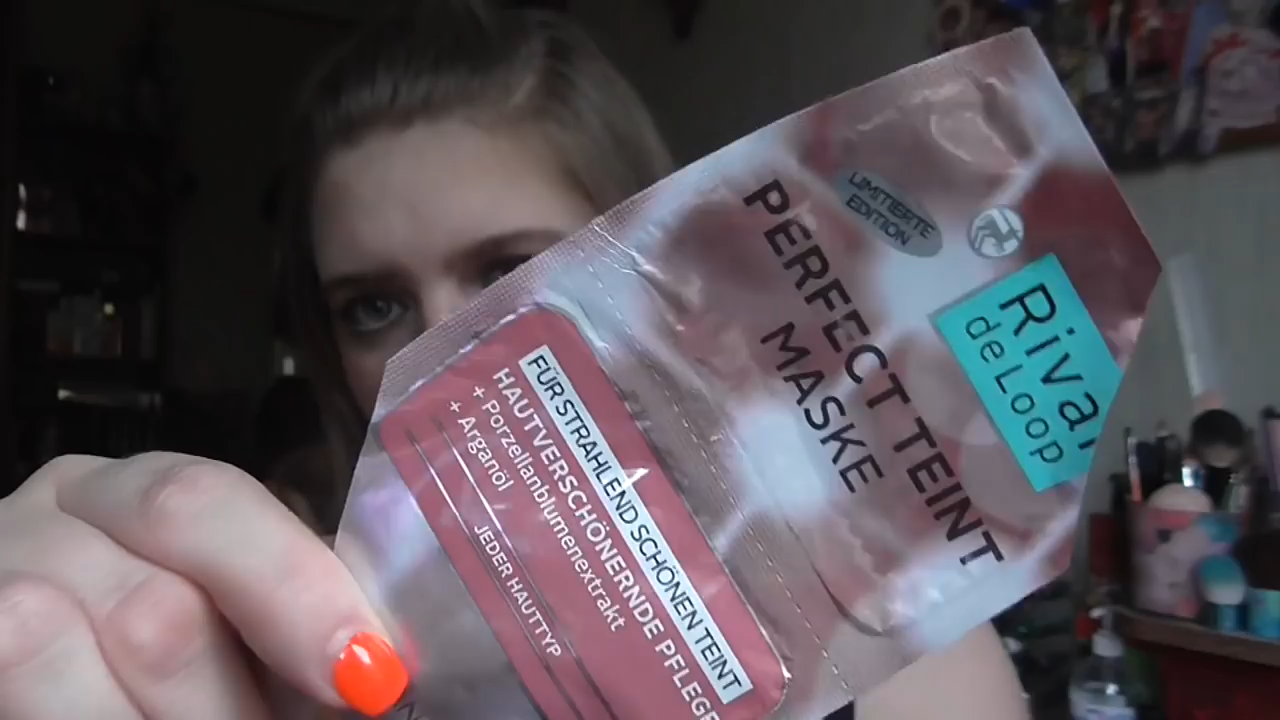 Rival
de Loop
LIMITIERTE
EDITION
PERFECT TEINT
MASKE
FÜR STRAHLEND SCHÖNEN TEINT
HAUTVERSCHÖNERNDE PFLEGE
+ Porzellanblumenextrakt
+ Arganöl
JEDER HAUTTYP